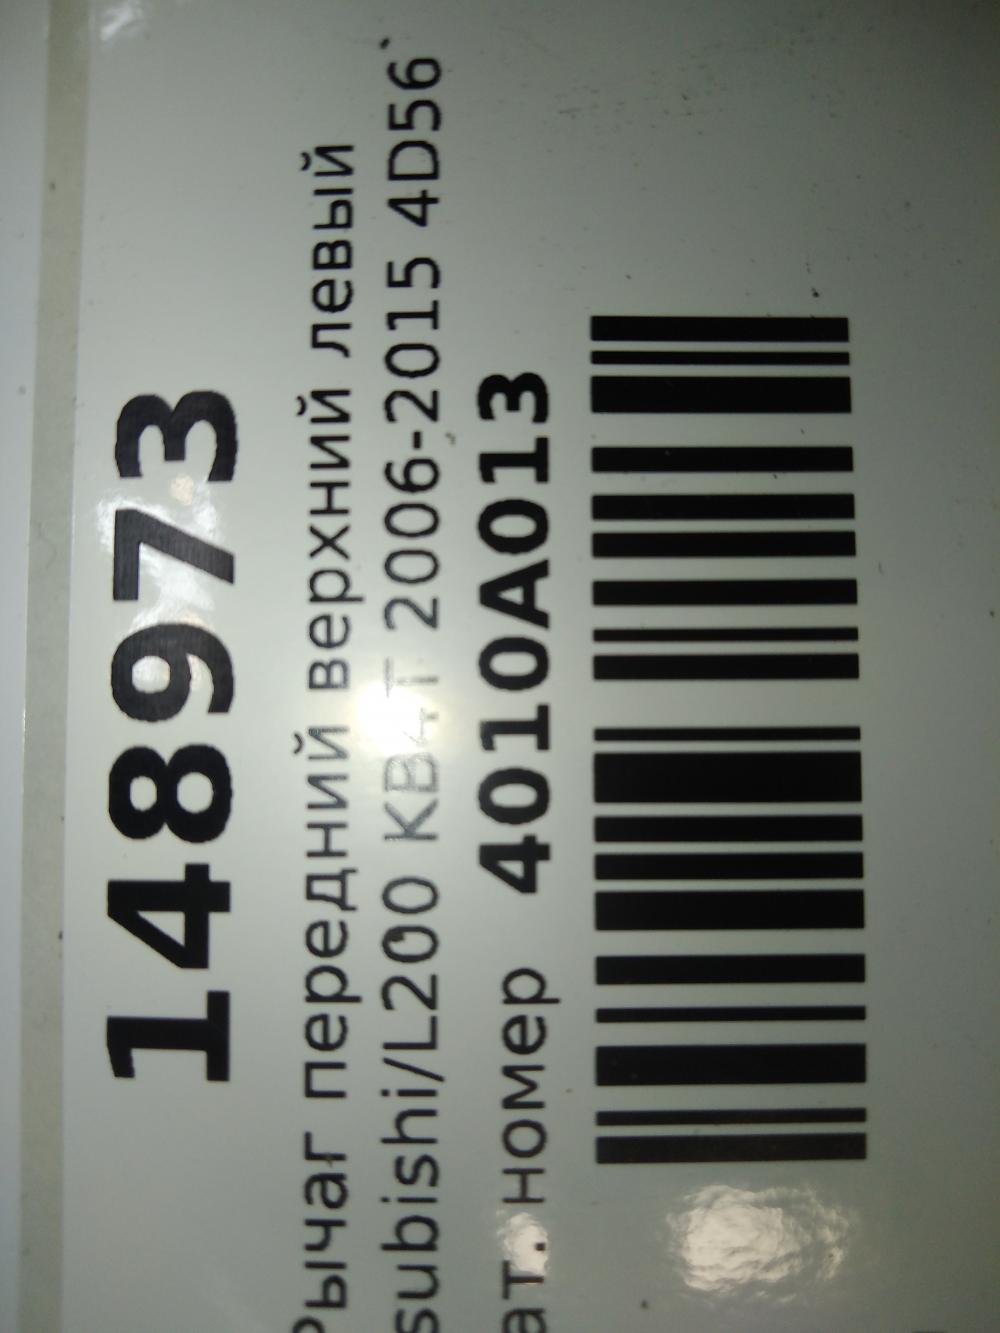 148973
Рычаг передний верхний левый
subishi/L200 KB4T 2006-2015 4D56
ат. номер 4010A013